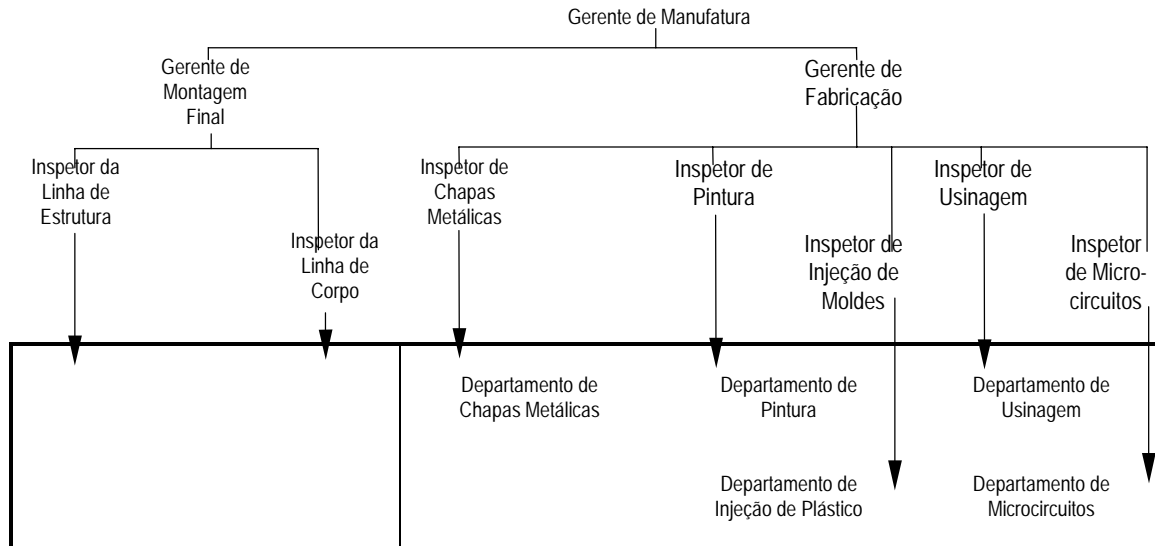 Gerente de Manufatura
Gerente de
Montagem
Final
Gerente de
Fabricação
Inspetor da
Linha de
Estrutura
Inspetor da
Linha de
Corpo
Inspetor de
Chapas
Metálicas
Inspetor de
Pintura
Inspetor de
Injeção de
Moldes
Inspetor de
Usinagem
Inspetor
de Micro-
circuitos
Departamento de
Chapas Metálicas
Departamento de
Pintura
Departamento de
Usinagem
Departamento de
Injeção de Plástico
Departamento de
Microcircuitos